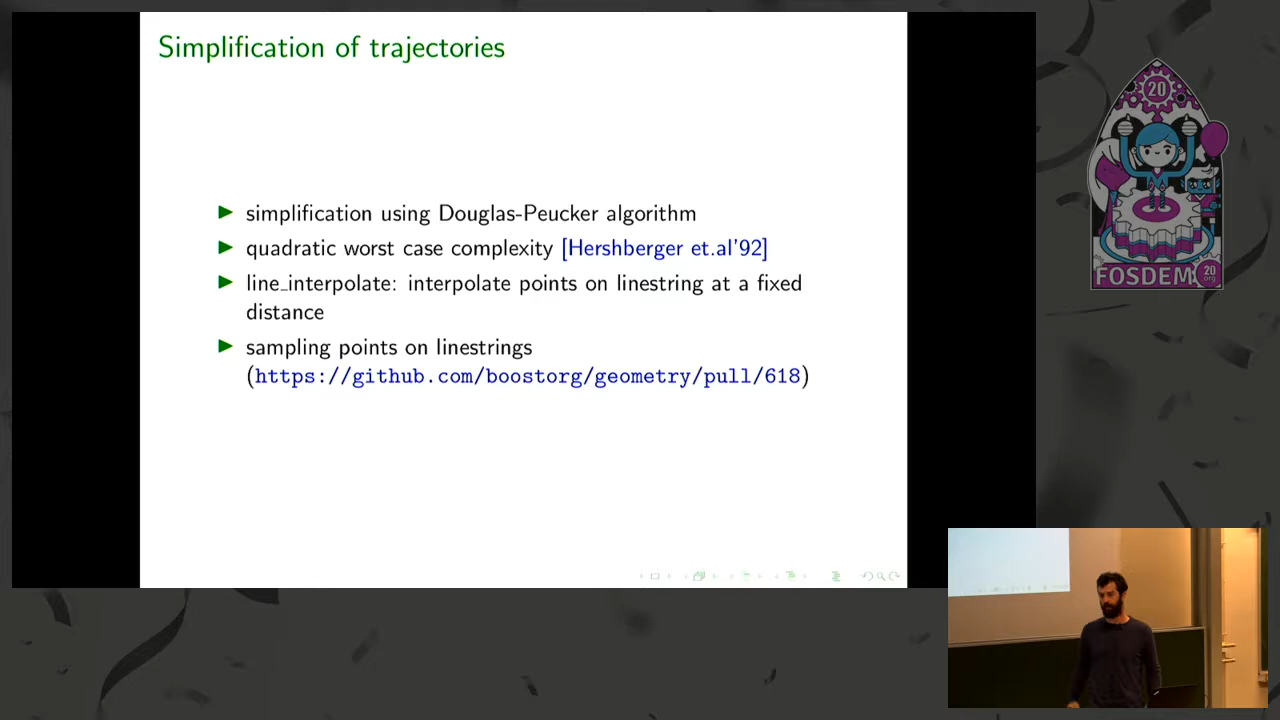 Simplification of trajectories
simplification using Douglas-Peucker algorithm
quadratic worst case complexity [Hershberger et.al'92]
line_interpolate: interpolate points on linestring at a fixed
distance
sampling points on linestrings
(https://github.com/boostorg/geometry/pull/618)
20
FOSDEM
20
org